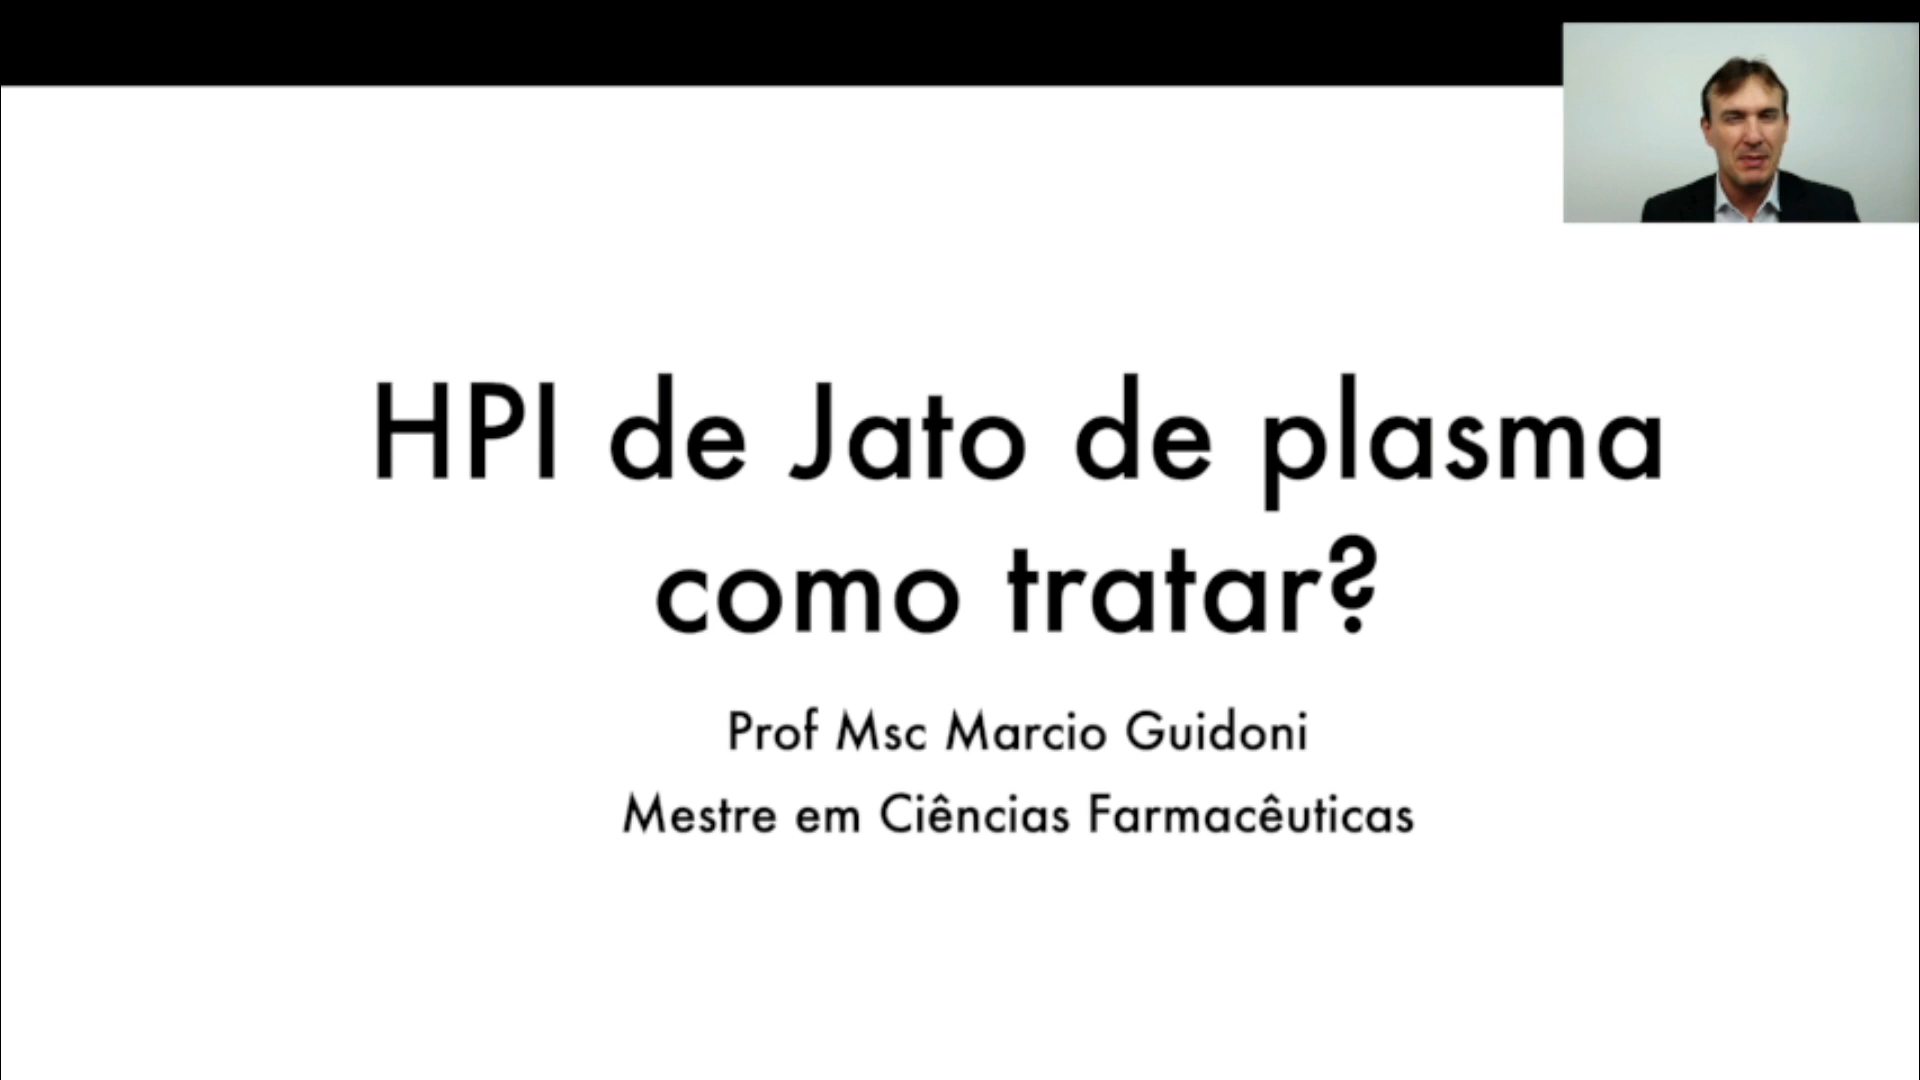 HPI de Jato de plasma
como tratar?
Prof Msc Marcio Guidoni
Mestre em Ciências Farmacêuticas